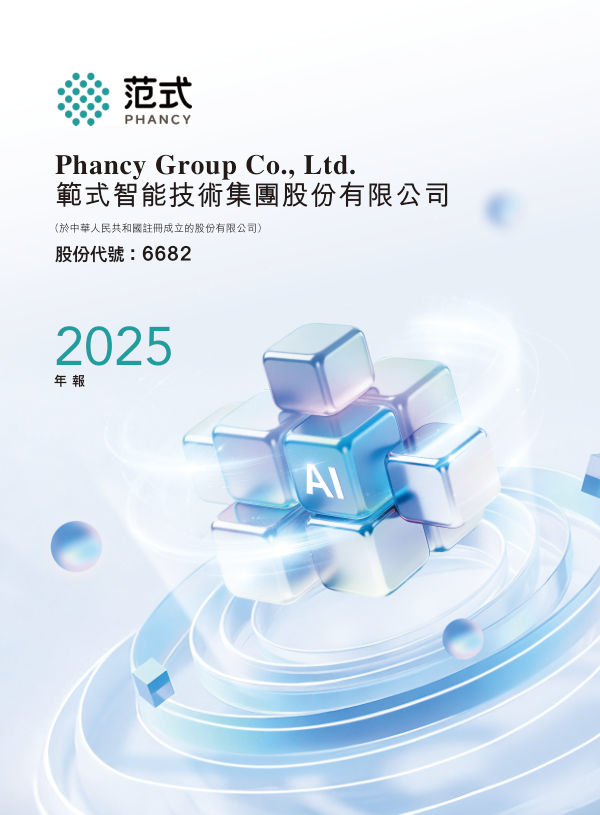 范式
PHANCY
Phancy Group Co., Ltd.
範式智能技術集團股份有限公司
(於中華人民共和國註冊成立的股份有限公司)
股份代號：6682
2025
年報
AI